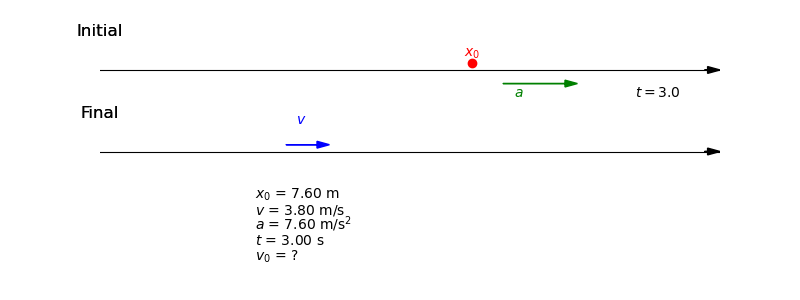 Initial
x₀
a
t = 3.0
Final
v
x₀ = 7.60 m
v = 3.80 m/s
a = 7.60 m/s²
t = 3.00 s
v₀ = ?